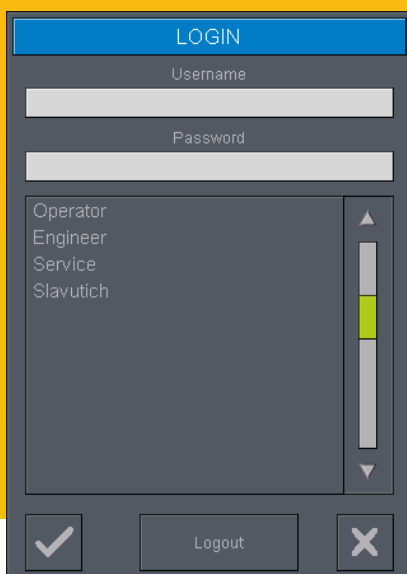 LOGIN
Username
Password
Operator
Engineer
Service
Slavutich
Logout